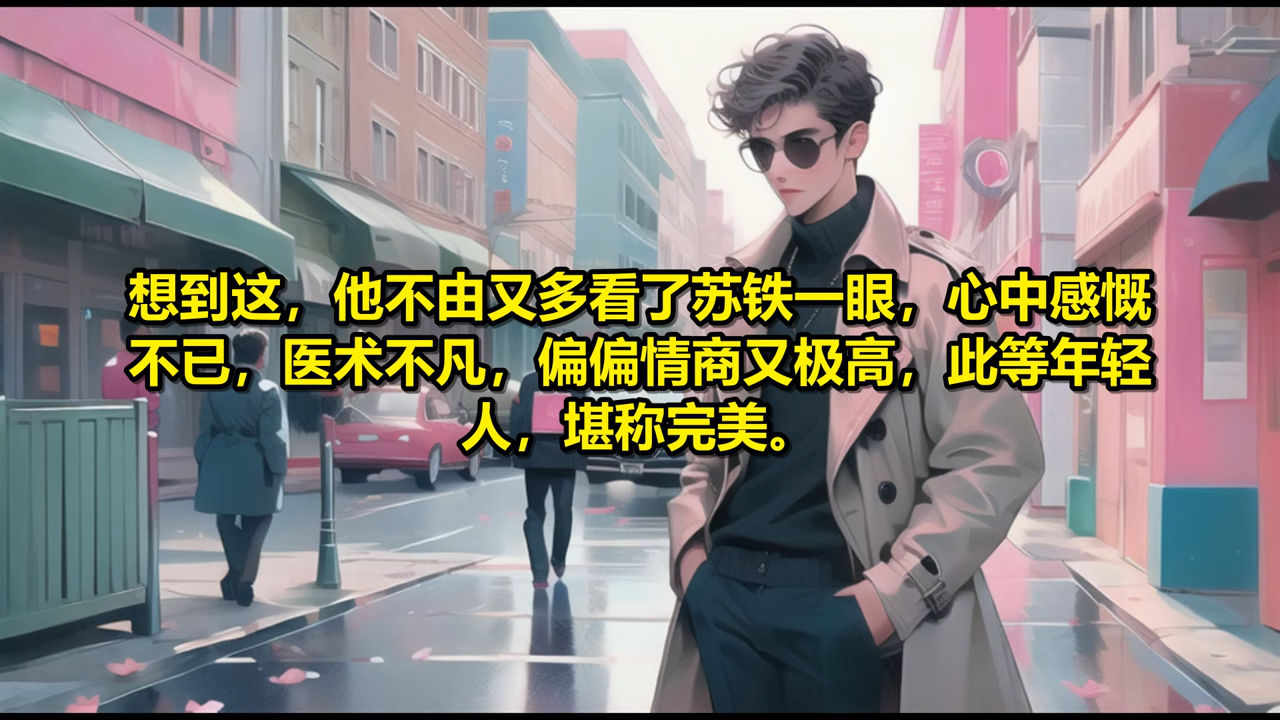 想到这，他不由又多看了苏铁一眼，心中感慨
不已，医术不凡，偏偏情商又极高，此等年轻
人，堪称完美。